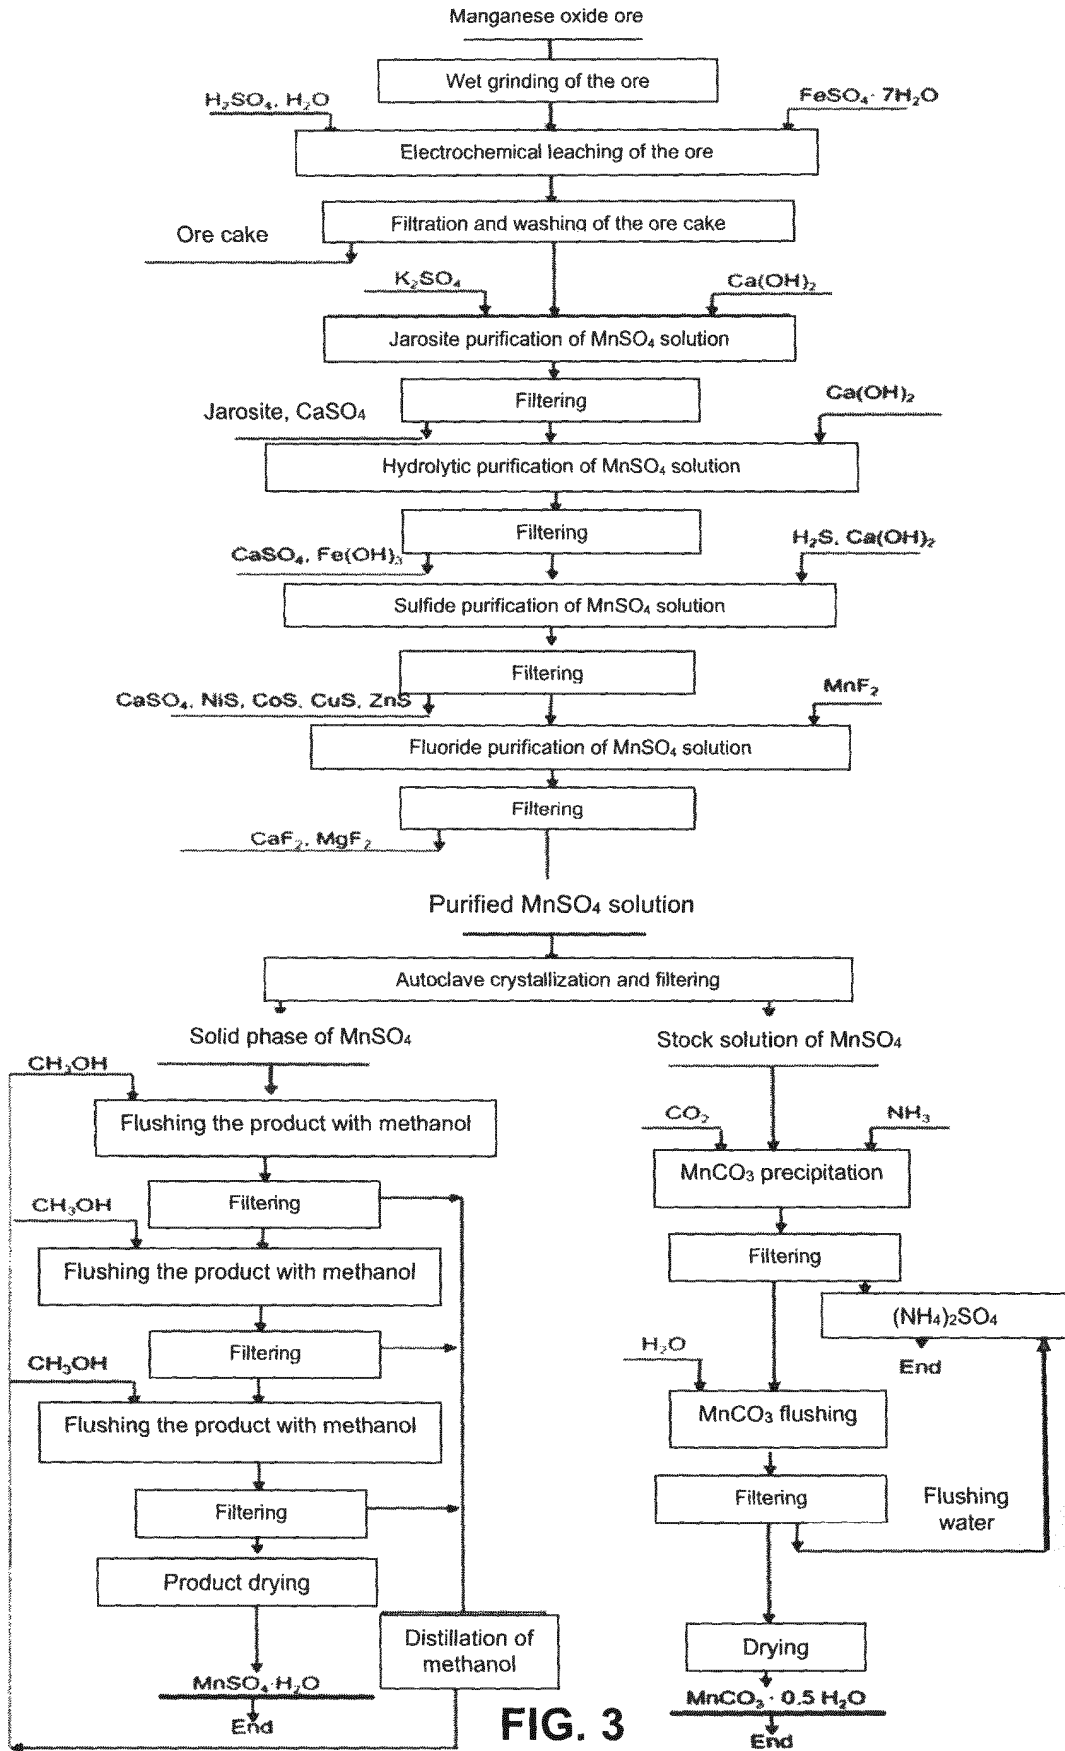 Manganese oxide ore
Wet grinding of the ore
H₂SO₄, H₂O
FeSO₄· 7H₂O
Electrochemical leaching of the ore
Filtration and washing of the ore cake
Ore cake
K₂SO₄
Ca(OH)₂
Jarosite purification of MnSO₄ solution
Filtering
Jarosite, CaSO₄
Ca(OH)₂
Hydrolytic purification of MnSO₄ solution
Filtering
CaSO₄, Fe(OH)₃
H₂S, Ca(OH)₂
Sulfide purification of MnSO₄ solution
Filtering
CaSO₄, NiS, CoS, CuS, ZnS
MnF₂
Fluoride purification of MnSO₄ solution
Filtering
CaF₂, MgF₂
Purified MnSO₄ solution
Autoclave crystallization and filtering
Solid phase of MnSO₄
CH₃OH
Flushing the product with methanol
Filtering
CH₃OH
Flushing the product with methanol
Filtering
CH₃OH
Flushing the product with methanol
Filtering
Product drying
MnSO₄·H₂O
End
Distillation of
methanol
Stock solution of MnSO₄
CO₂
NH₃
MnCO₃ precipitation
Filtering
(NH₄)₂SO₄
End
H₂O
MnCO₃ flushing
Filtering
Flushing
water
Drying
MnCO₃· 0.5 H₂O
End
FIG. 3